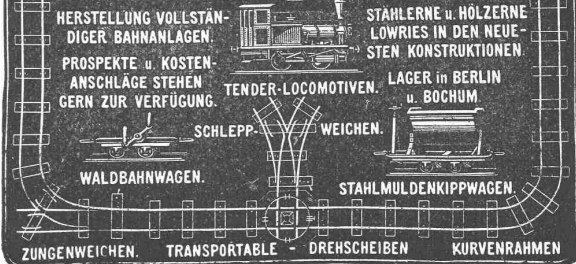 HERSTELLUNG VOLLSTÄN-
DIGER BAHNANLAGEN.
PROSPEKTE u. KOSTEN-
ANSCHLÄGE STEHEN
GERN ZUR VERFÜGUNG.
TENDER-LOCOMOTIVEN.
STÄHLERNE u. HÖLZERNE
LOWRIES IN DEN NEUE-
STEN KONSTRUKTIONEN
LAGER in BERLIN
u. BOCHUM
SCHLEPP- WEICHEN.
WALDBAHNWAGEN.
STAHLMULDENKIPPWAGEN.
ZUNGENWEICHEN. TRANSPORTABLE - DREHSCHEIBEN KURVENRAHMEN